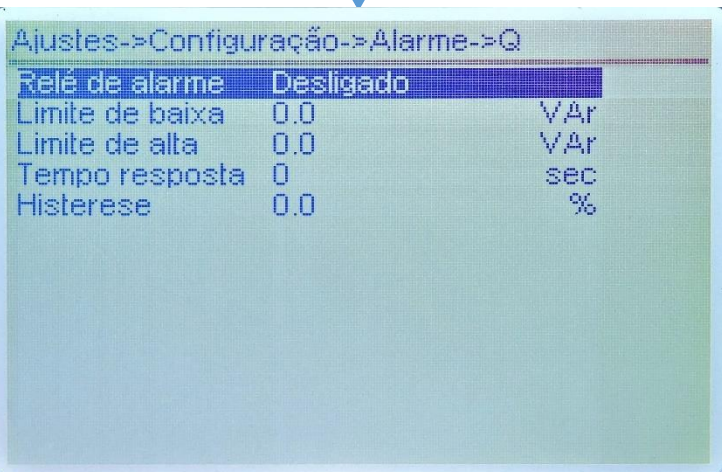 Ajustes->Configuração->Alarme->Q
Relé de alarme Desligado
Limite de baixa 0.0 VAr
Limite de alta 0.0 VAr
Tempo resposta 0 sec
Histerese 0.0 %